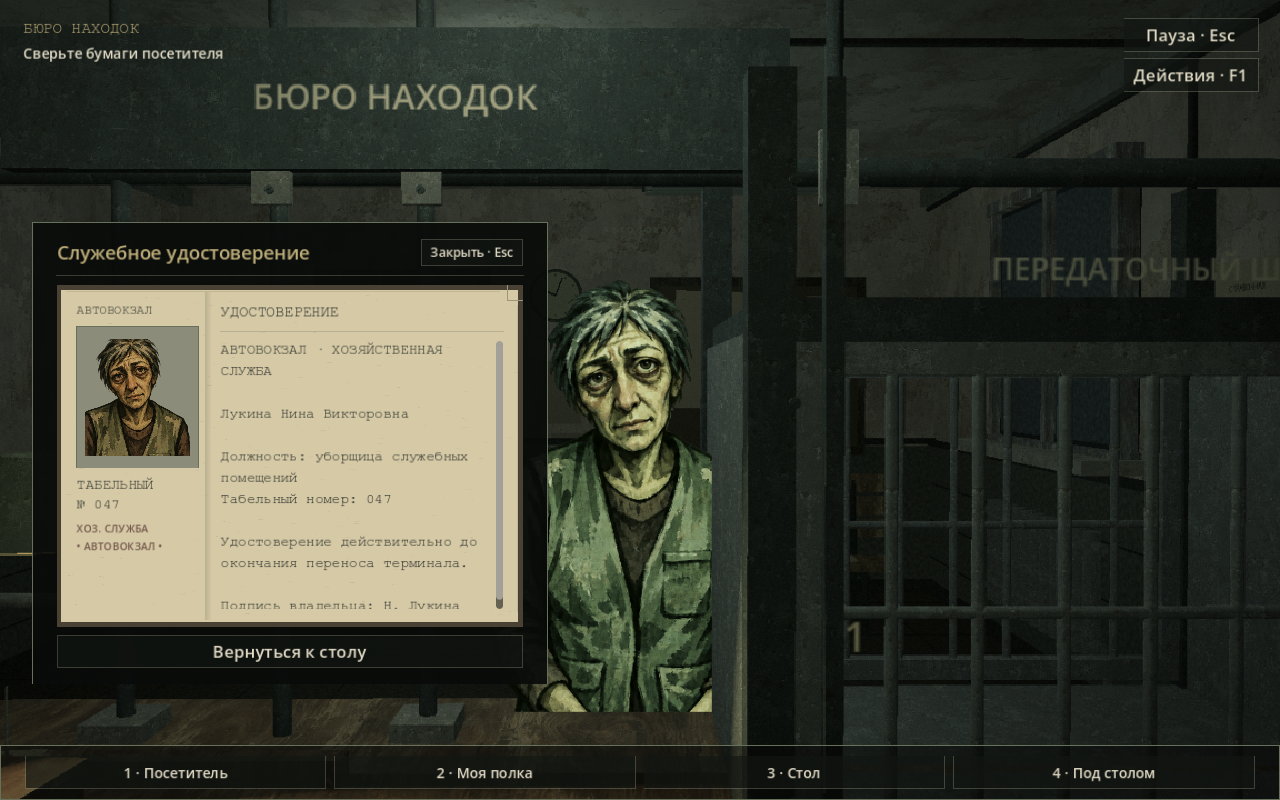 БЮРО НАХОДОК
Сверьте бумаги посетителя
Пауза · Esc
Действия · F1
БЮРО НАХОДОК
ПЕРЕДАТОЧНЫЙ
Служебное удостоверение
Закрыть · Esc
АВТОВОКЗАЛ
ТАБЕЛЬНЫЙ
№ 047
ХОЗ. СЛУЖБА
• АВТОВОКЗАЛ •
УДОСТОВЕРЕНИЕ
АВТОВОКЗАЛ · ХОЗЯЙСТВЕННАЯ
СЛУЖБА
Лукина Нина Викторовна
Должность: уборщица служебных
помещений
Табельный номер: 047
Удостоверение действительно до
окончания переноса терминала.
Подпись владельца: Н. Лукина
Вернуться к столу
1
1 · Посетитель
2 · Моя полка
3 · Стол
4 · Под столом